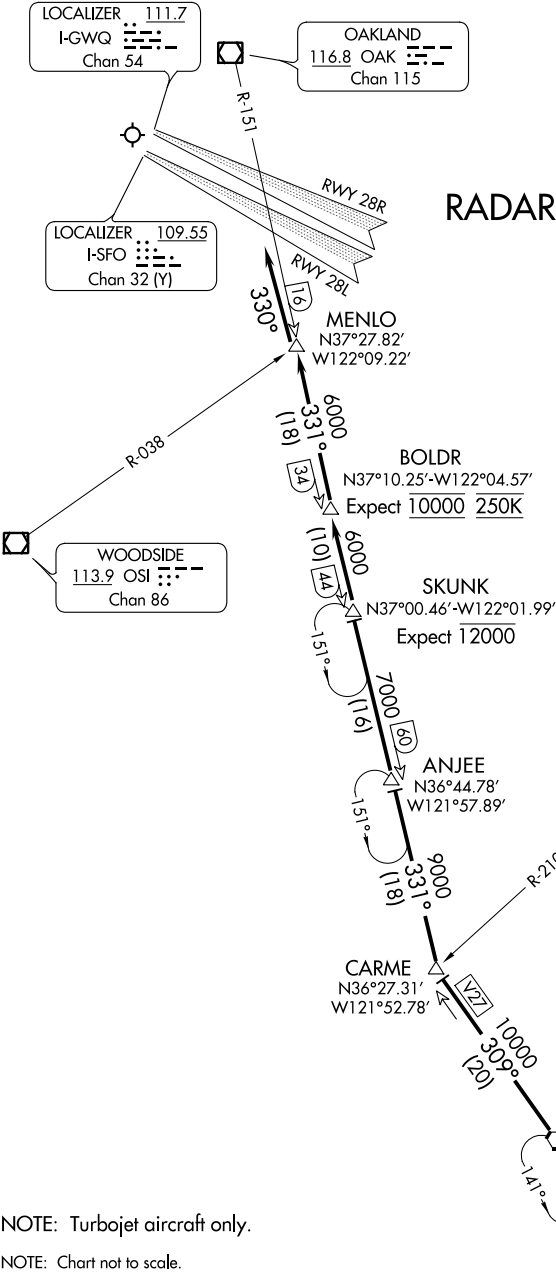 LOCALIZER 111.7
I-GWQ
Chan 54
OAKLAND
116.8 OAK
Chan 115
R-151
RWY 28R
RADAR
LOCALIZER 109.55
I-SFO
Chan 32 (Y)
RWY 28L
330°
16
MENLO
N37°27.82′
W122°09.22′
R-038
6000
331°
(18)
34
BOLDR
N37°10.25′-W122°04.57′
Expect 10000 250K
WOODSIDE
113.9 OSI
Chan 86
6000
(10)
44
SKUNK
N37°00.46′-W122°01.99′
Expect 12000
151°
7000
(16)
60
ANJEE
N36°44.78′
W121°57.89′
151°
9000
331°
(18)
R-210
CARME
N36°27.31′
W121°52.78′
V27
10000
309°
(20)
141°
NOTE: Turbojet aircraft only.
NOTE: Chart not to scale.